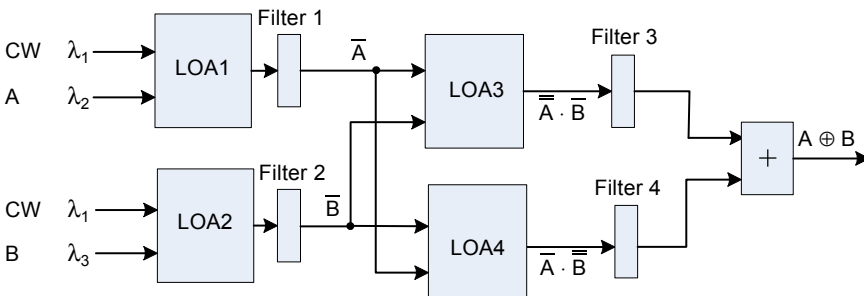 Filter 1
CW λ₁
A λ₂
LOA1
A̅
LOA3
A̿ · B̅
Filter 3
A ⊕ B
+
Filter 2
CW λ₁
B λ₃
LOA2
B̅
LOA4
A̅ · B̿
Filter 4